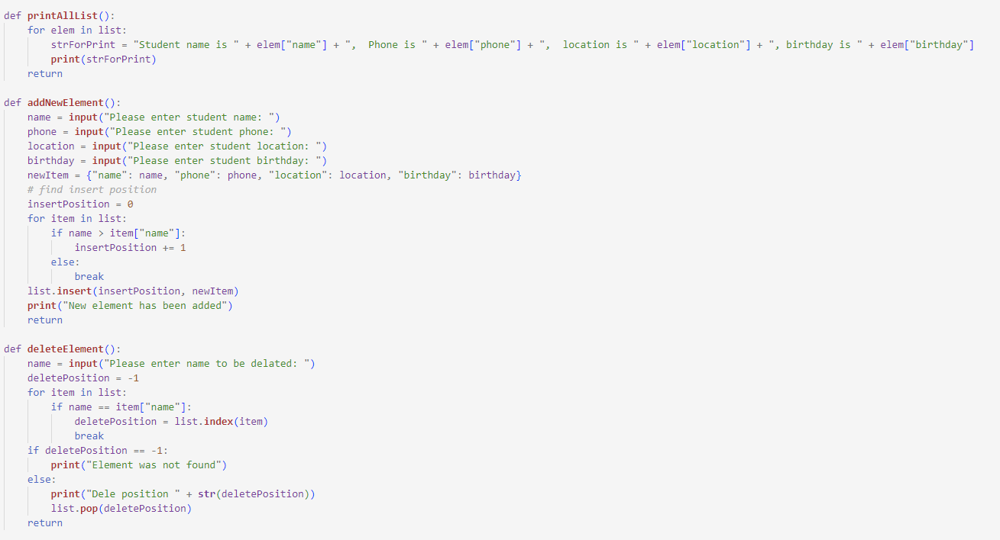 def printAllList():
    for elem in list:
        strForPrint = "Student name is " + elem["name"] + ",  Phone is " + elem["phone"] + ",  location is " + elem["location"] + ", birthday is " + elem["birthday"]
        print(strForPrint)
    return

def addNewElement():
    name = input("Please enter student name: ")
    phone = input("Please enter student phone: ")
    location = input("Please enter student location: ")
    birthday = input("Please enter student birthday: ")
    newItem = {"name": name, "phone": phone, "location": location, "birthday": birthday}
    # find insert position
    insertPosition = 0
    for item in list:
        if name > item["name"]:
            insertPosition += 1
        else:
            break
    list.insert(insertPosition, newItem)
    print("New element has been added")
    return

def deleteElement():
    name = input("Please enter name to be delated: ")
    deletePosition = -1
    for item in list:
        if name == item["name"]:
            deletePosition = list.index(item)
            break
    if deletePosition == -1:
        print("Element was not found")
    else:
        print("Dele position " + str(deletePosition))
        list.pop(deletePosition)
    return